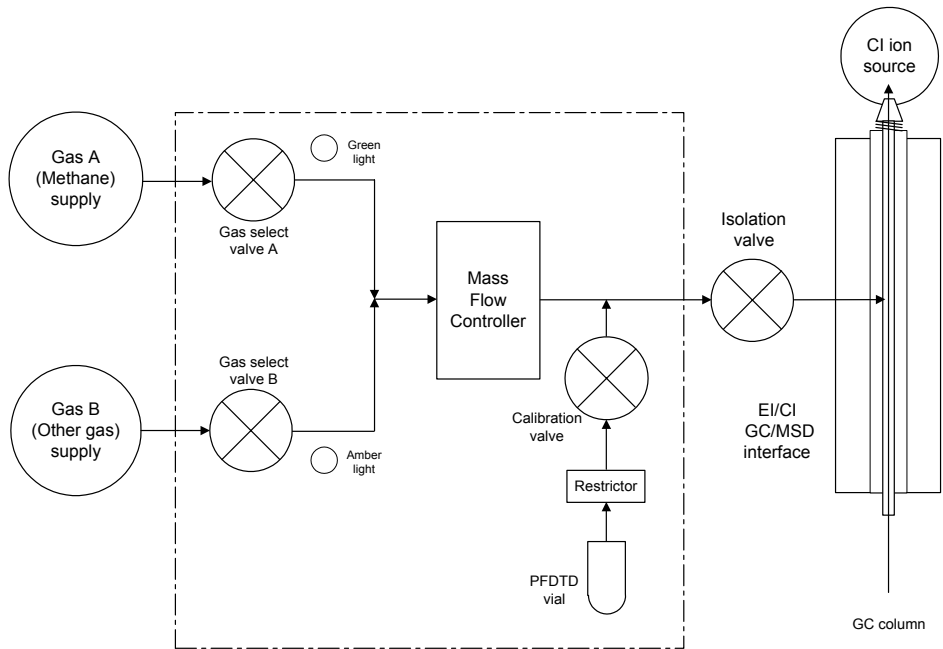 CI ion
source
Gas A
(Methane)
supply
Green
light
Gas select
valve A
Isolation
valve
Mass
Flow
Controller
Gas select
valve B
Gas B
(Other gas)
supply
Amber
light
Calibration
valve
EI/CI
GC/MSD
interface
Restrictor
PFDTD
vial
GC column